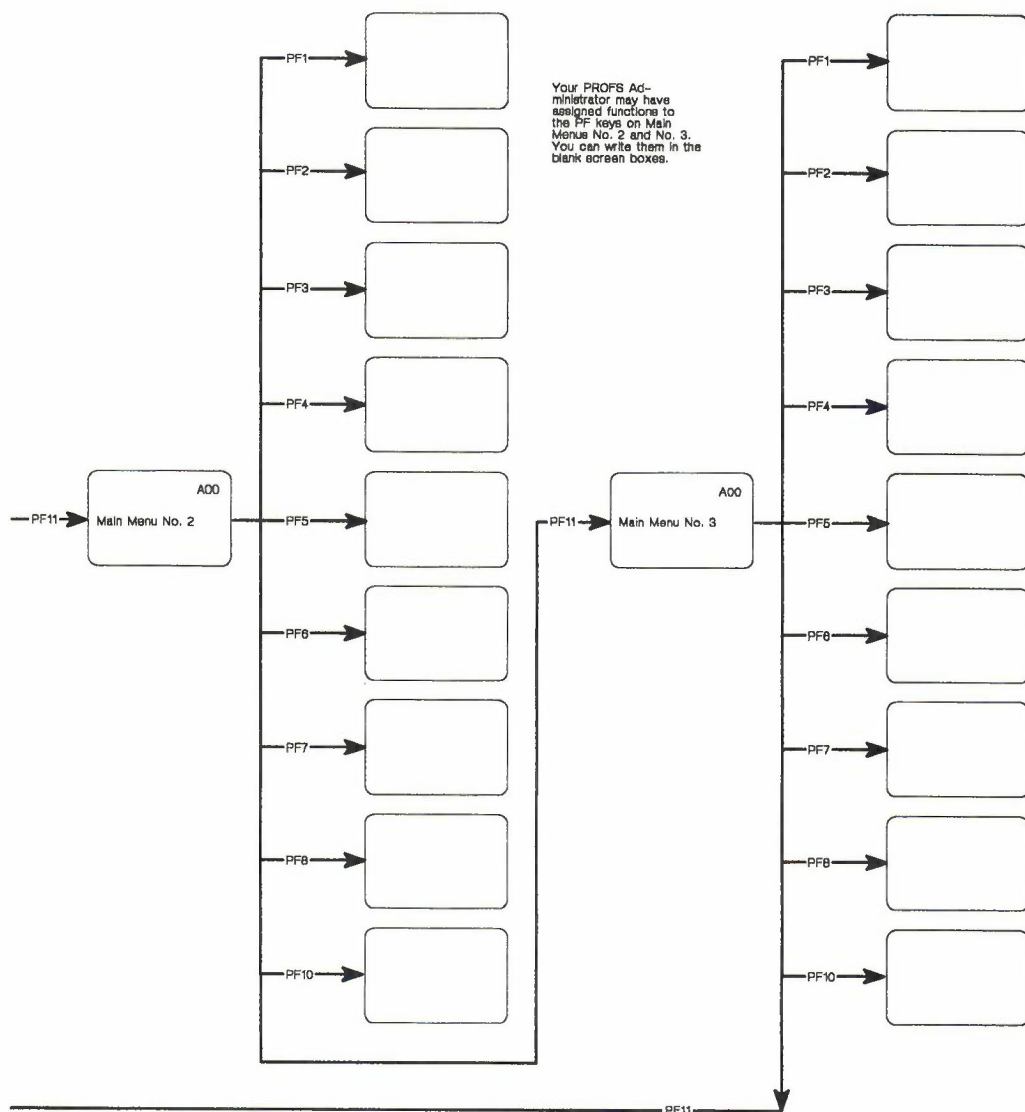 PF1
PF2
PF3
PF4
PF11
A00
Main Menu No. 2
PF5
PF6
PF7
PF8
PF10
Your PROFS Ad-
ministrator may have
assigned functions to
the PF keys on Main
Menus No. 2 and No. 3.
You can write them in the
blank screen boxes.
PF11
A00
Main Menu No. 3
PF1
PF2
PF3
PF4
PF5
PF6
PF7
PF8
PF10
PF11